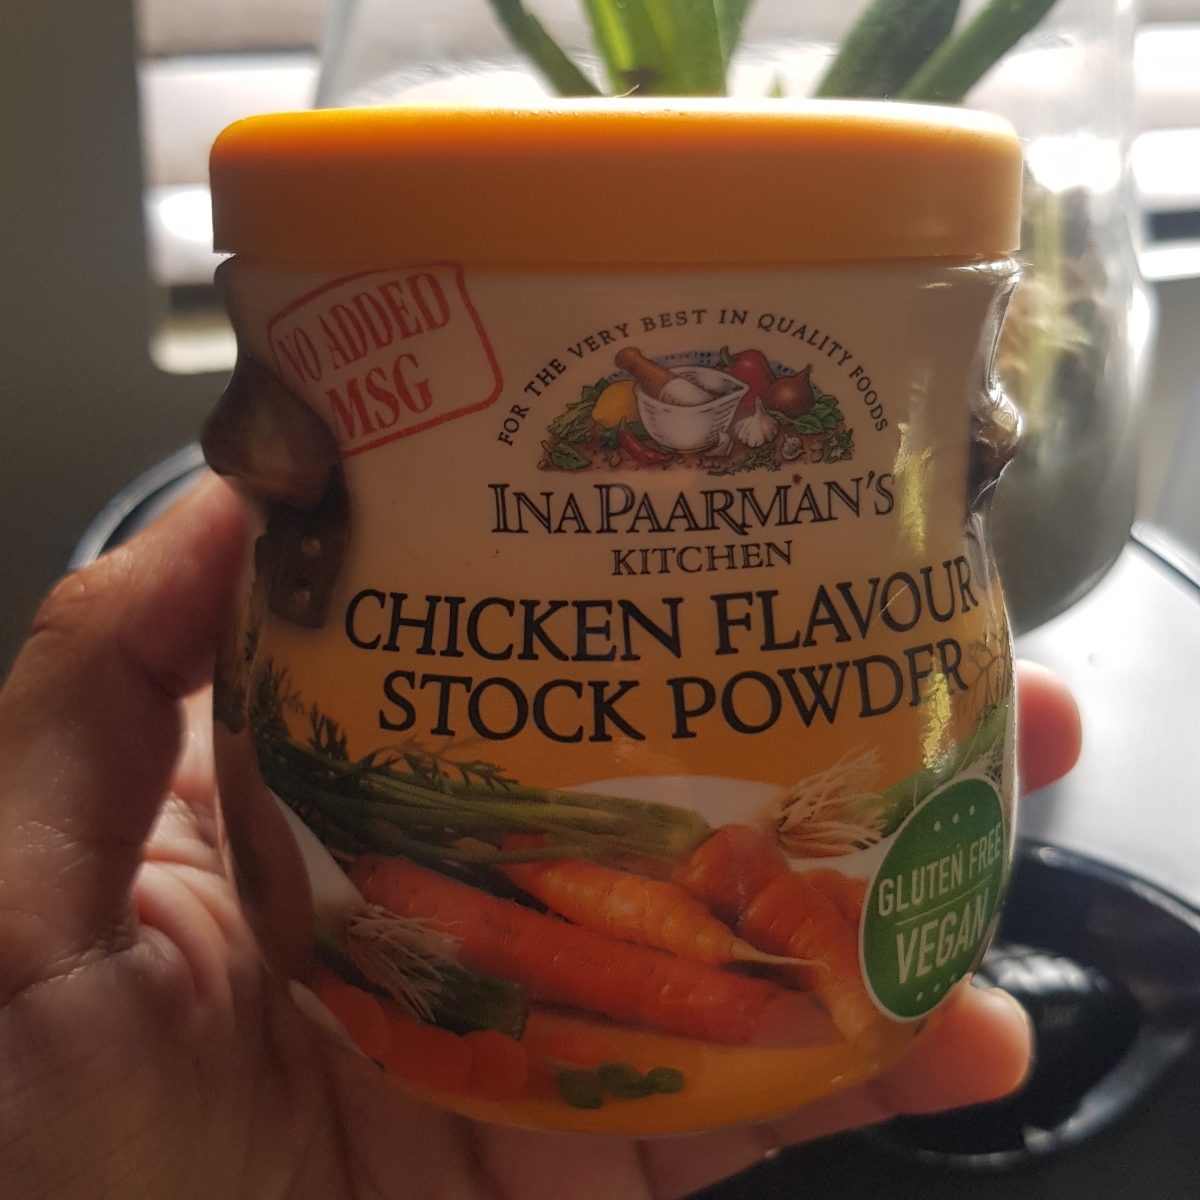 NO ADDED
MSG
FOR THE VERY BEST IN QUALITY FOODS
INA PAARMAN'S
KITCHEN
CHICKEN FLAVOUR
STOCK POWDER
GLUTEN FREE
VEGAN